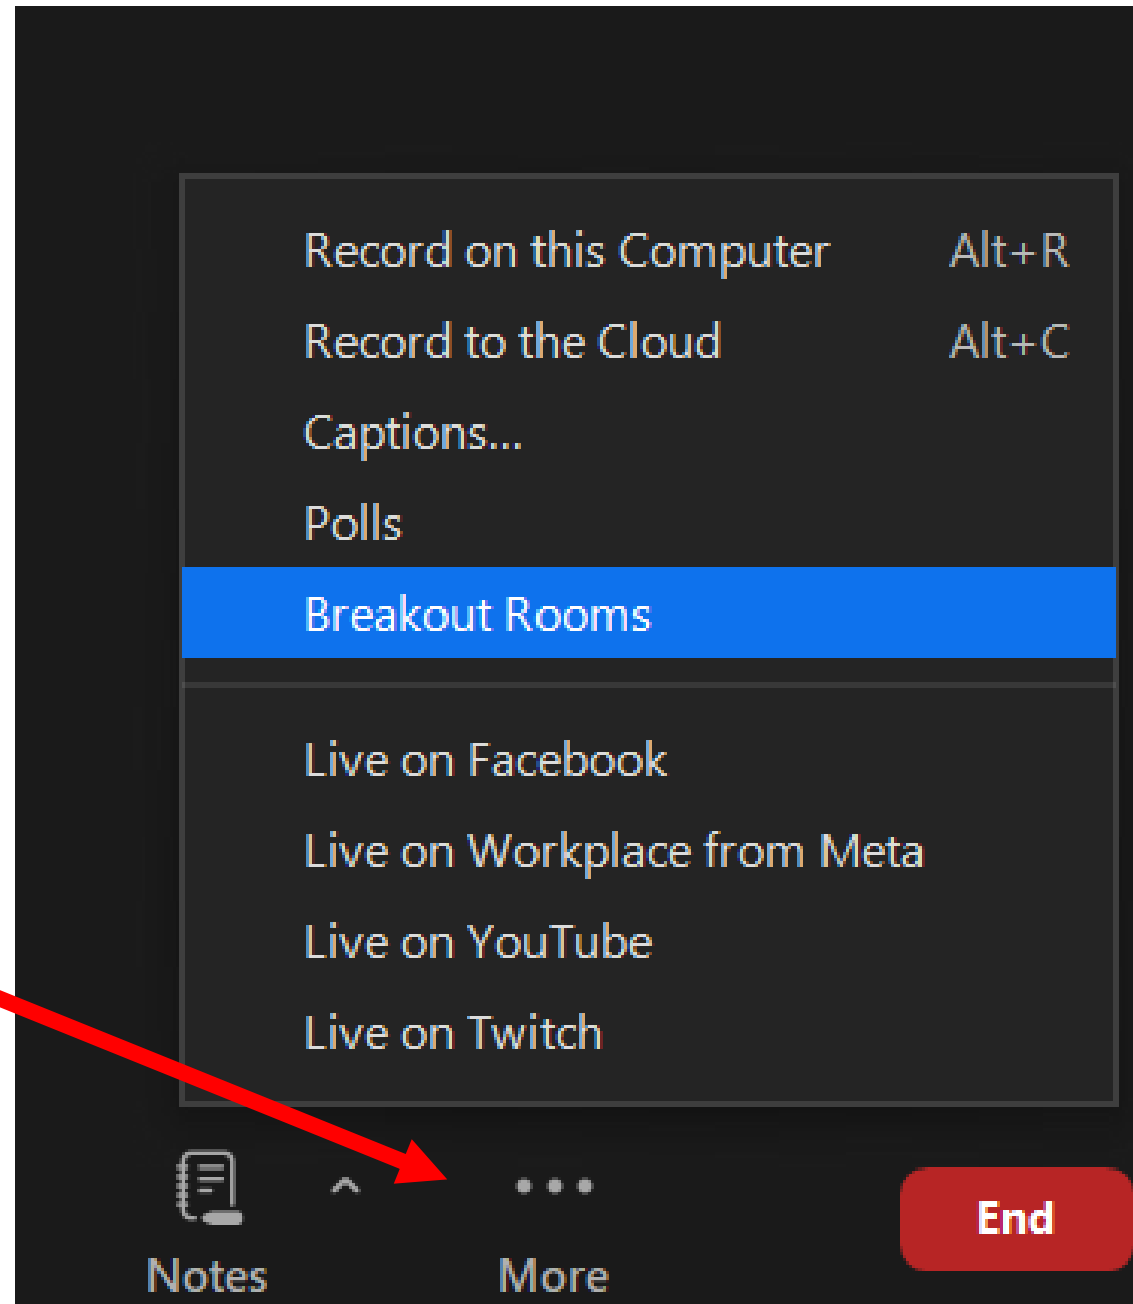 Record on this Computer Alt+R
Record to the Cloud Alt+C
Captions...
Polls
Breakout Rooms
Live on Facebook
Live on Workplace from Meta
Live on YouTube
Live on Twitch
Notes More End